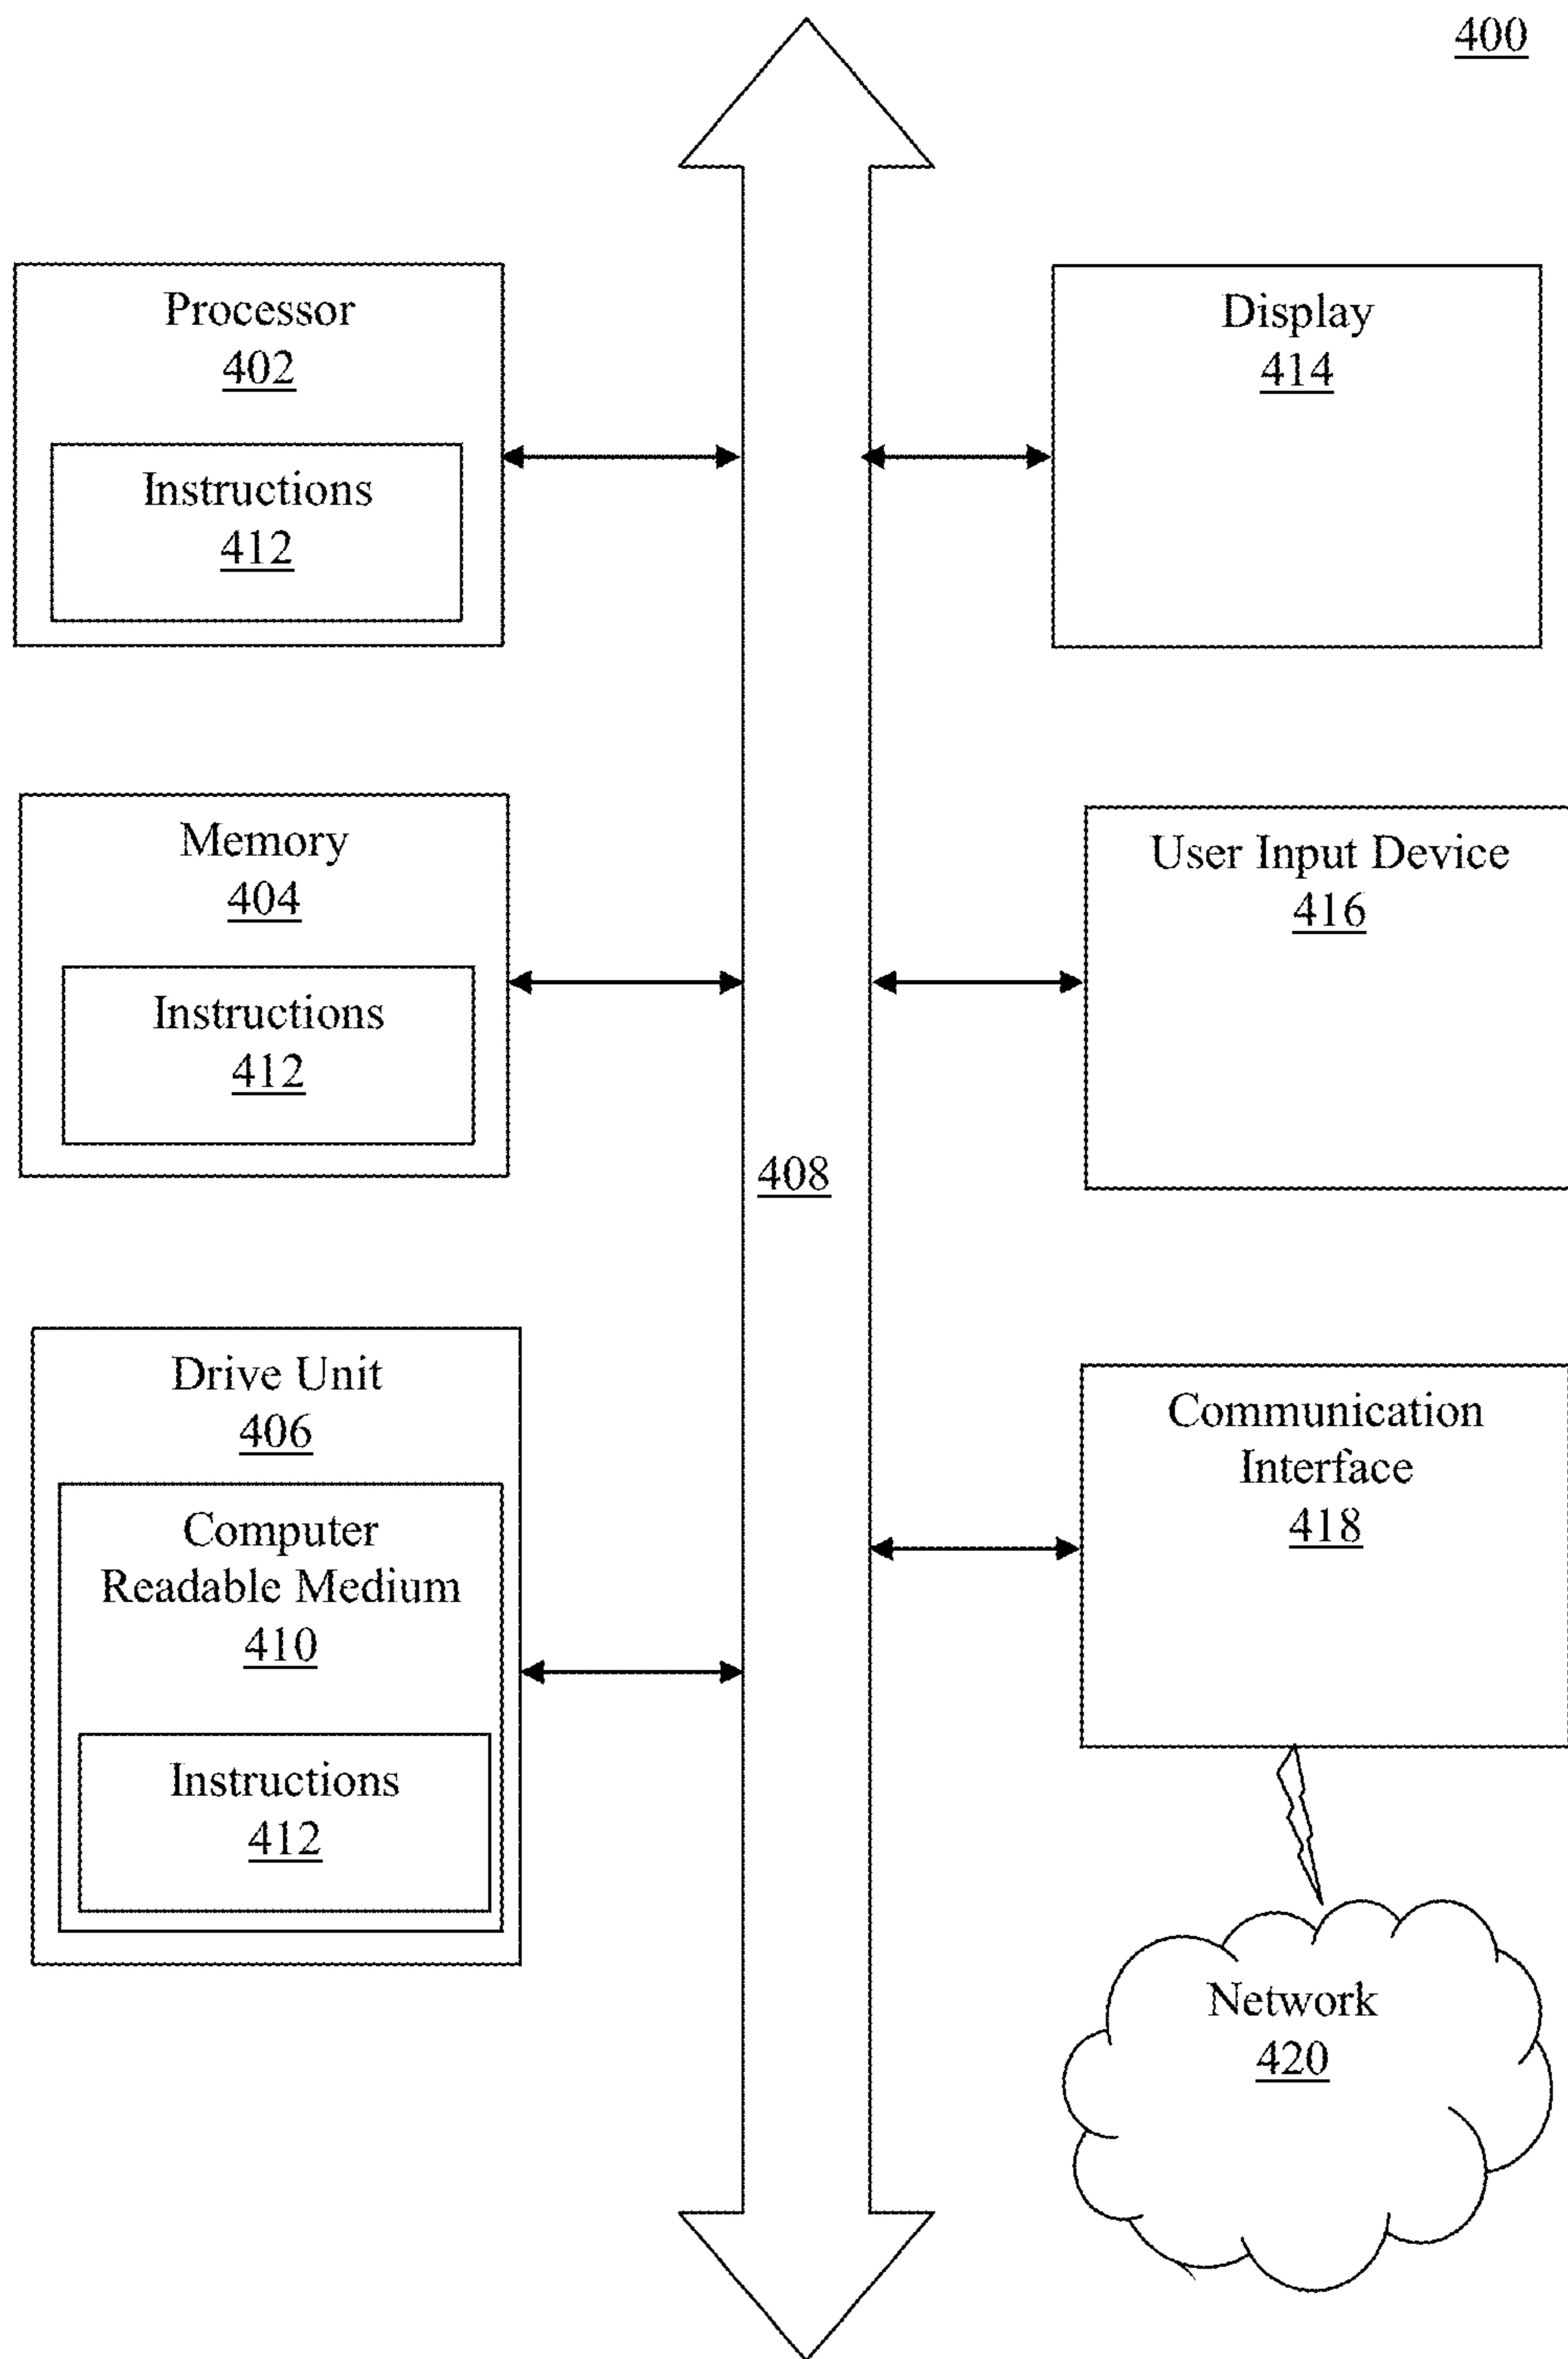 400
Processor
402
Instructions
412
Display
414
Memory
404
Instructions
412
User Input Device
416
408
Drive Unit
406
Computer
Readable Medium
410
Instructions
412
Communication
Interface
418
Network
420